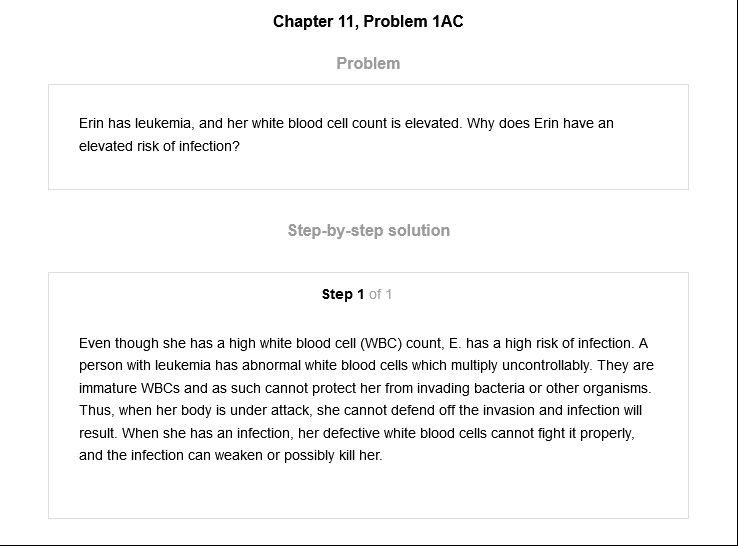 Chapter 11, Problem 1AC
Problem
Erin has leukemia, and her white blood cell count is elevated. Why does Erin have an
elevated risk of infection?
Step-by-step solution
Step 1 of 1
Even though she has a high white blood cell (WBC) count, E. has a high risk of infection. A
person with leukemia has abnormal white blood cells which multiply uncontrollably. They are
immature WBCs and as such cannot protect her from invading bacteria or other organisms.
Thus, when her body is under attack, she cannot defend off the invasion and infection will
result. When she has an infection, her defective white blood cells cannot fight it properly,
and the infection can weaken or possibly kill her.